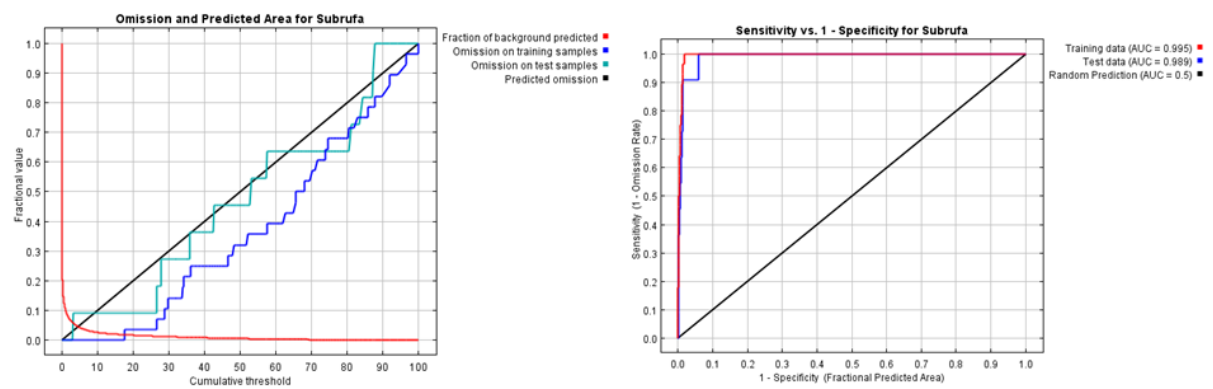 Omission and Predicted Area for Subrufa
Fraction of background predicted
Omission on training samples
Omission on test samples
Predicted omission
1.0
0.9
0.8
0.7
0.6
0.5
0.4
0.3
0.2
0.1
0.0
Fractional value
0 10 20 30 40 50 60 70 80 90 100
Cumulative threshold
Sensitivity vs. 1 - Specificity for Subrufa
Training data (AUC = 0.995)
Test data (AUC = 0.989)
Random Prediction (AUC = 0.5)
1.0
0.9
0.8
0.7
0.6
0.5
0.4
0.3
0.2
0.1
0.0
Sensitivity (1 - Omission Rate)
0.0 0.1 0.2 0.3 0.4 0.5 0.6 0.7 0.8 0.9 1.0
1 - Specificity (Fractional Predicted Area)